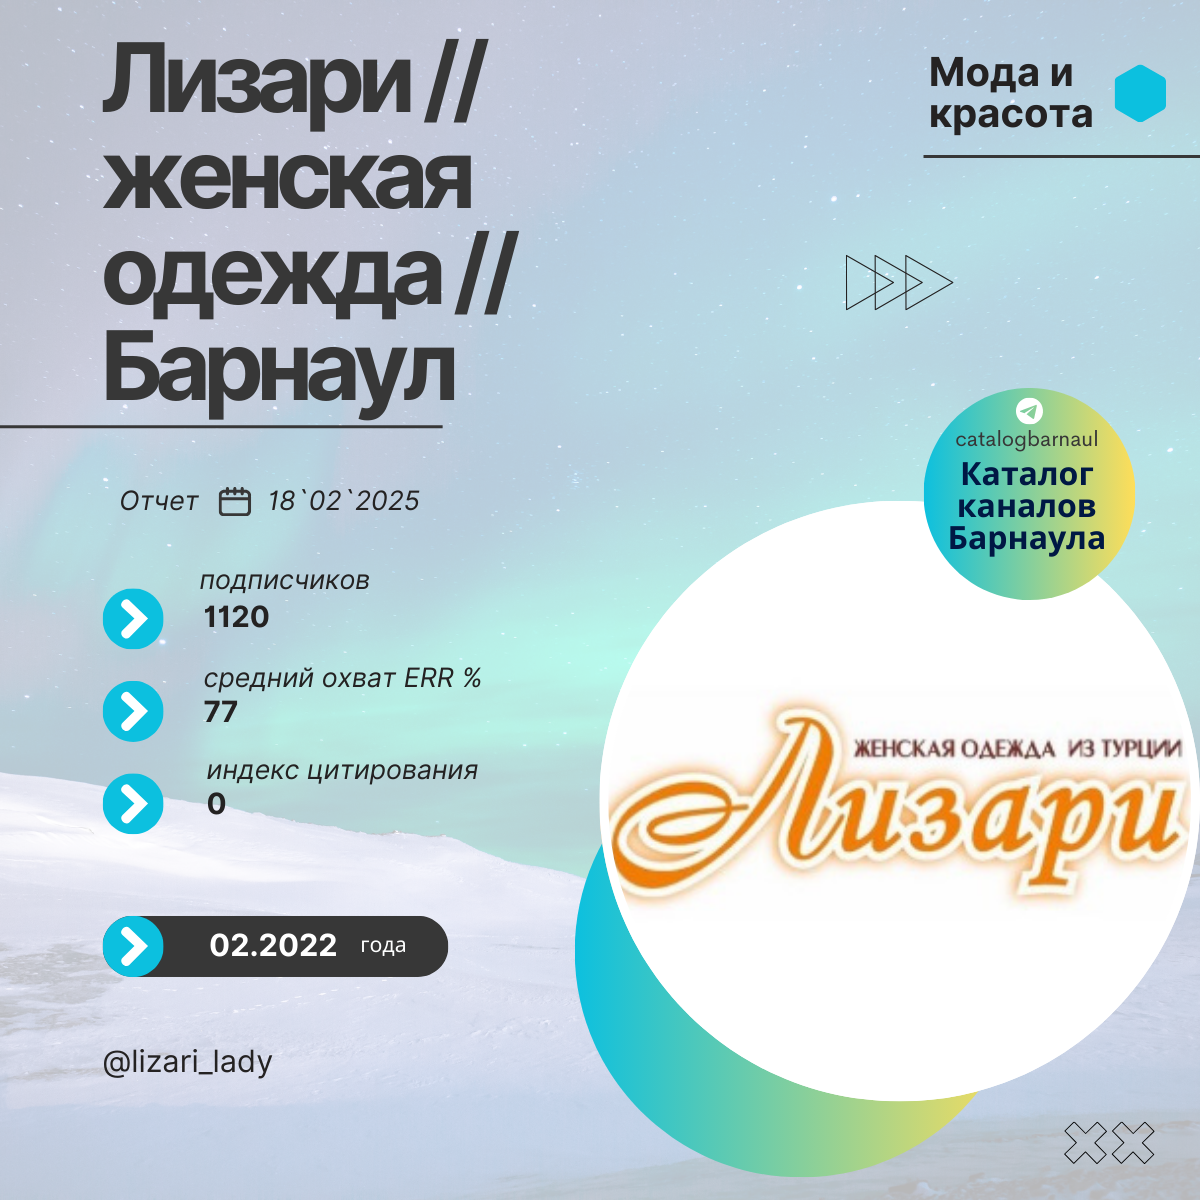 Лизари //
женская
одежда //
Барнаул
Мода и
красота
catalogbarnaul
Каталог
каналов
Барнаула
Отчет 18`02`2025
подписчиков
1120
средний охват ERR %
77
индекс цитирования
0
ЖЕНСКАЯ ОДЕЖДА ИЗ ТУРЦИИ
Лизари
02.2022 года
@lizari_lady